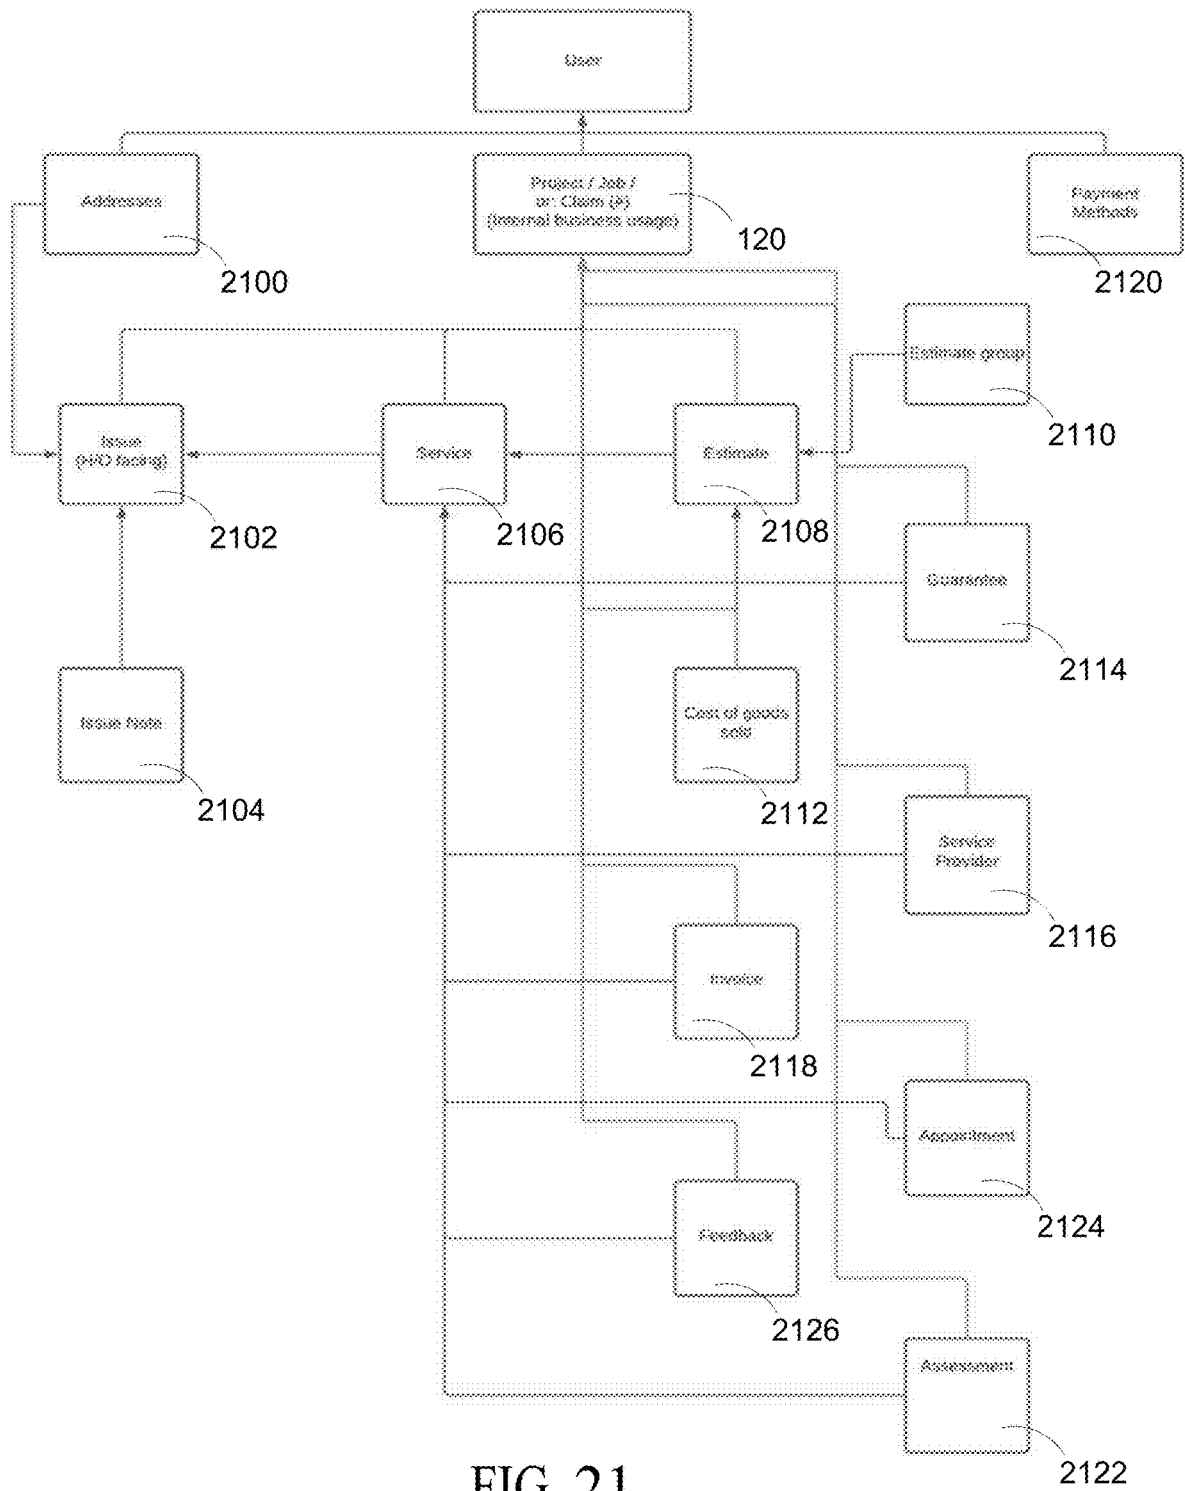 User
Addresses
2100
Project / Job /
or: Claim (#)
(Internal business usage)
120
Payment
Methods
2120
Estimate group
2110
Issue
(H/O facing)
2102
Service
2106
Estimate
2108
Guarantee
2114
Issue Note
2104
Cost of goods
sold
2112
Service
Provider
2116
Invoice
2118
Appointment
2124
Feedback
2126
Assessment
2122
FIG. 21